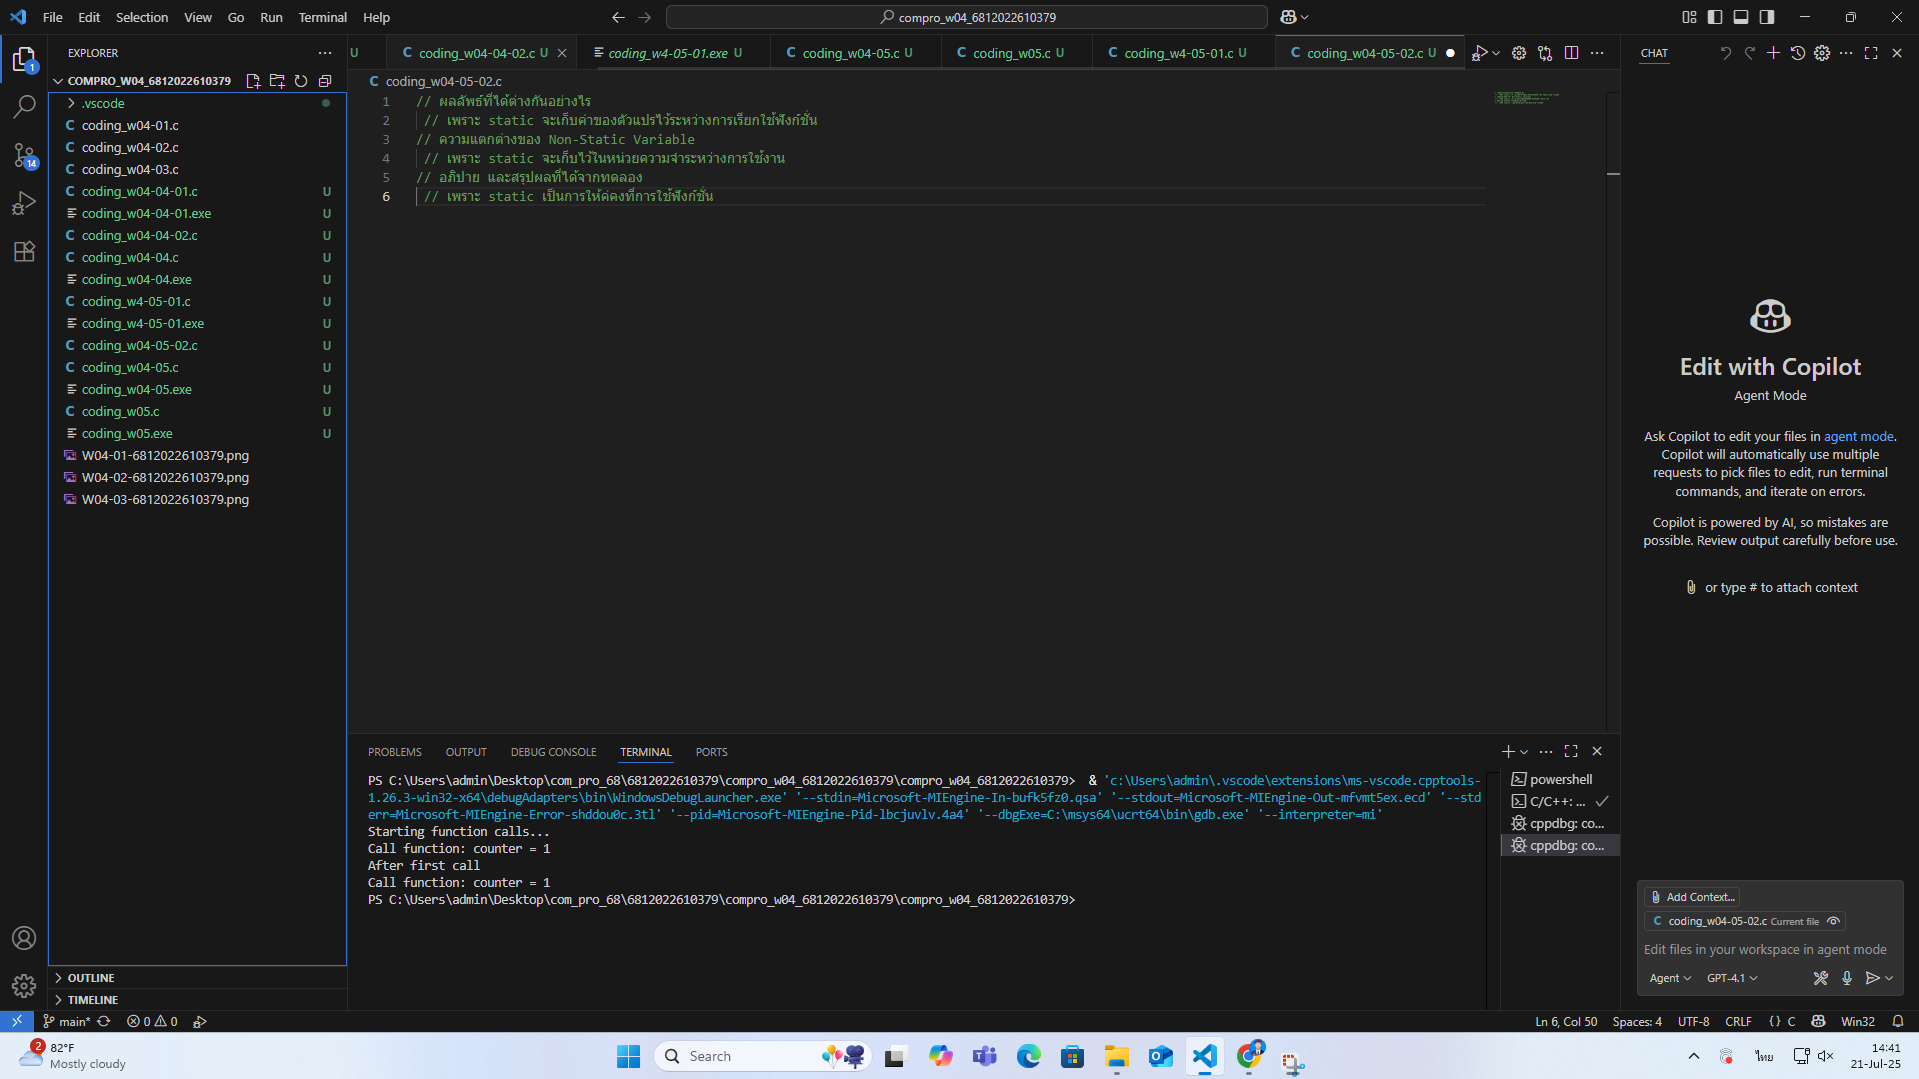 File Edit Selection View Go Run Terminal Help
compro_w04_6812022610379
EXPLORER
COMPRO_W04_6812022610379
.vscode
coding_w04-01.c
coding_w04-02.c
coding_w04-03.c
coding_w04-04-01.c U
coding_w04-04-01.exe U
coding_w04-04-02.c U
coding_w04-04.c U
coding_w04-04.exe U
coding_w4-05-01.c U
coding_w4-05-01.exe U
coding_w04-05-02.c U
coding_w04-05.c U
coding_w04-05.exe U
coding_w05.c U
coding_w05.exe U
W04-01-6812022610379.png
W04-02-6812022610379.png
W04-03-6812022610379.png
OUTLINE
TIMELINE
1
14
U coding_w04-04-02.c U coding_w4-05-01.exe U coding_w04-05.c U coding_w05.c U coding_w4-05-01.c U coding_w04-05-02.c U
coding_w04-05-02.c
1 // ผลลัพธ์ที่ได้ต่างกันอย่างไร
2 // เพราะ static จะเก็บค่าของตัวแปรไว้ระหว่างการเรียกใช้ฟังก์ชั่น
3 // ความแตกต่างของ Non-Static Variable
4 // เพราะ static จะเก็บไว้ในหน่วยความจำระหว่างการใช้งาน
5 // อภิปาย และสรุปผลที่ได้จากทดลอง
6 // เพราะ static เป็นการให้ค่คงที่การใช้ฟังก์ชั่น
PROBLEMS OUTPUT DEBUG CONSOLE TERMINAL PORTS
PS C:\Users\admin\Desktop\com_pro_68\6812022610379\compro_w04_6812022610379\compro_w04_6812022610379> & 'c:\Users\admin\.vscode\extensions\ms-vscode.cpptools-
1.26.3-win32-x64\debugAdapters\bin\WindowsDebugLauncher.exe' '--stdin=Microsoft-MIEngine-In-bufk5fz0.qsa' '--stdout=Microsoft-MIEngine-Out-mfvmt5ex.ecd' '--std
err=Microsoft-MIEngine-Error-shddou0c.3tl' '--pid=Microsoft-MIEngine-Pid-lbcjuvlv.4a4' '--dbgExe=C:\msys64\ucrt64\bin\gdb.exe' '--interpreter=mi'
Starting function calls...
Call function: counter = 1
After first call
Call function: counter = 1
PS C:\Users\admin\Desktop\com_pro_68\6812022610379\compro_w04_6812022610379\compro_w04_6812022610379>
powershell
C/C++: ...
cppdbg: co...
cppdbg: co...
CHAT
Edit with Copilot
Agent Mode
Ask Copilot to edit your files in agent mode.
Copilot will automatically use multiple
requests to pick files to edit, run terminal
commands, and iterate on errors.
Copilot is powered by AI, so mistakes are
possible. Review output carefully before use.
or type # to attach context
Add Context...
coding_w04-05-02.c Current file
Edit files in your workspace in agent mode
Agent GPT-4.1
main* 0 0
Ln 6, Col 50 Spaces: 4 UTF-8 CRLF {} C Win32
2
82°F
Mostly cloudy
Search
ไทย
14:41
21-Jul-25